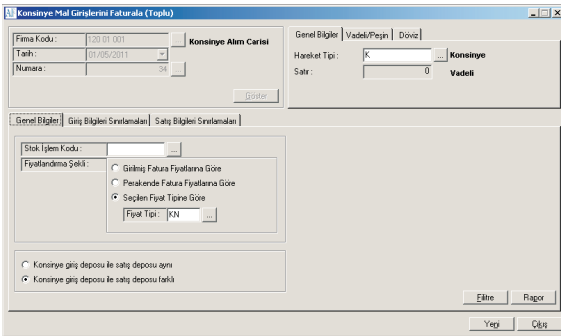 Konsinye Mal Girişlerini Faturala (Toplu)
Firma Kodu : 120 01 001 ... Konsinye Alım Carisi
Tarih : 01/05/2011
Numara : 34 ...
Göster
Genel Bilgiler Vadeli/Peşin Döviz
Hareket Tipi : K ... Konsinye
Satır : 0 Vadeli
Genel Bilgiler Giriş Bilgileri Sınırlamaları Satış Bilgileri Sınırlamaları
Stok İşlem Kodu : ...
Fiyatlandırma Şekli :
Girilmiş Fatura Fiyatlarına Göre
Perakende Fatura Fiyatlarına Göre
Seçilen Fiyat Tipine Göre
Fiyat Tipi : KN ...
Konsinye giriş deposu ile satış deposu aynı
Konsinye giriş deposu ile satış deposu farklı
Filitre Rapor
Yeni Çıkış